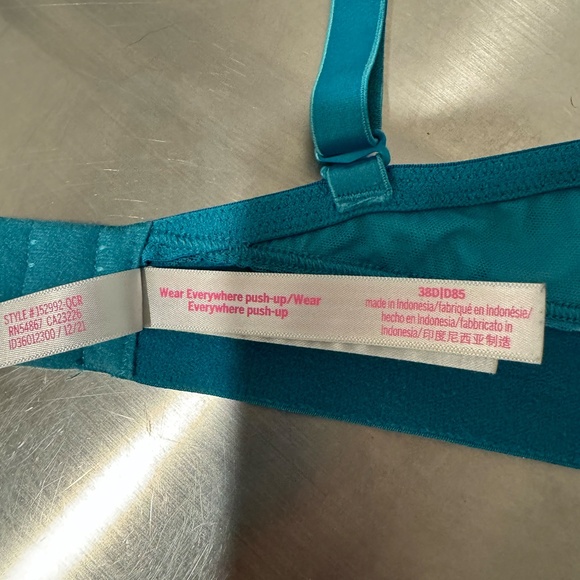 STYLE #152992-QCR
RN54867 CA23226
ID36012300 / 12/21
Wear Everywhere push-up/Wear
Everywhere push-up
38D|D85
made in Indonesia/fabriqué en Indonésie/
hecho en Indonesia/fabbricato in
Indonesia/印度尼西亚制造